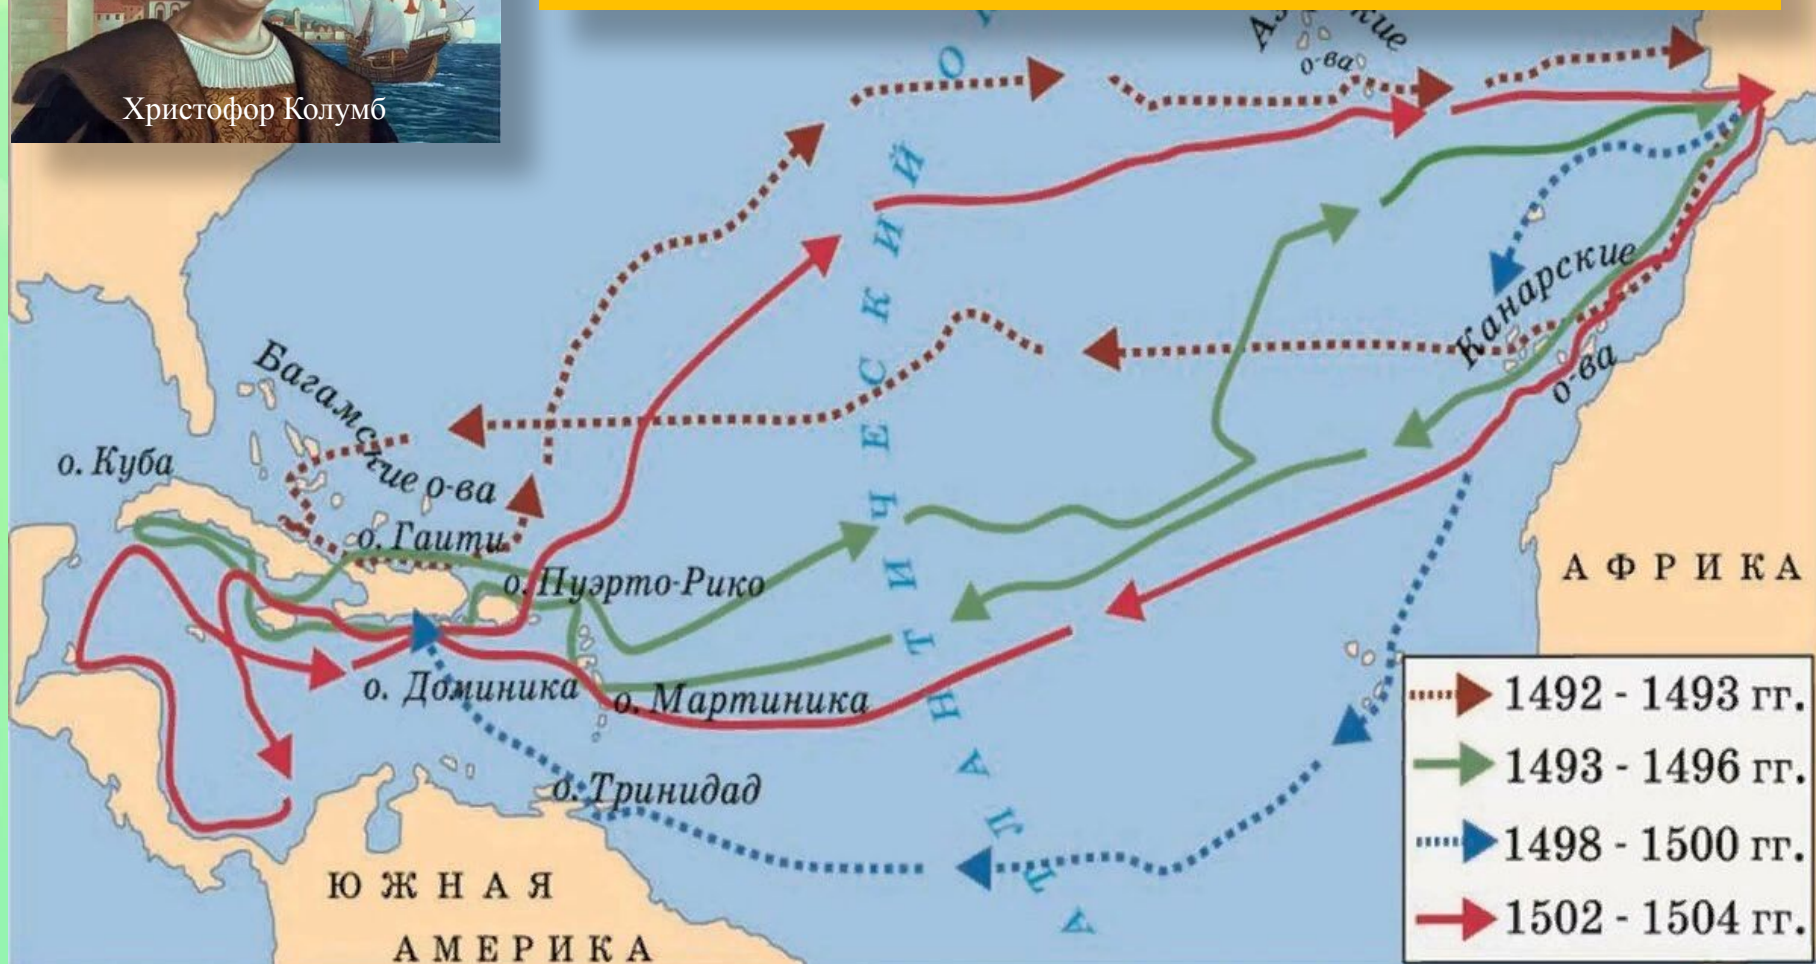 Христофор Колумб
о-ва
АТЛАНТИЧЕСКИЙ О
Канарские
о-ва
Багамские о-ва
о. Куба
о. Гаити
о. Пуэрто-Рико
АФРИКА
о. Доминика
о. Мартиника
о. Тринидад
ЮЖНАЯ
АМЕРИКА
1492 - 1493 гг.
1493 - 1496 гг.
1498 - 1500 гг.
1502 - 1504 гг.